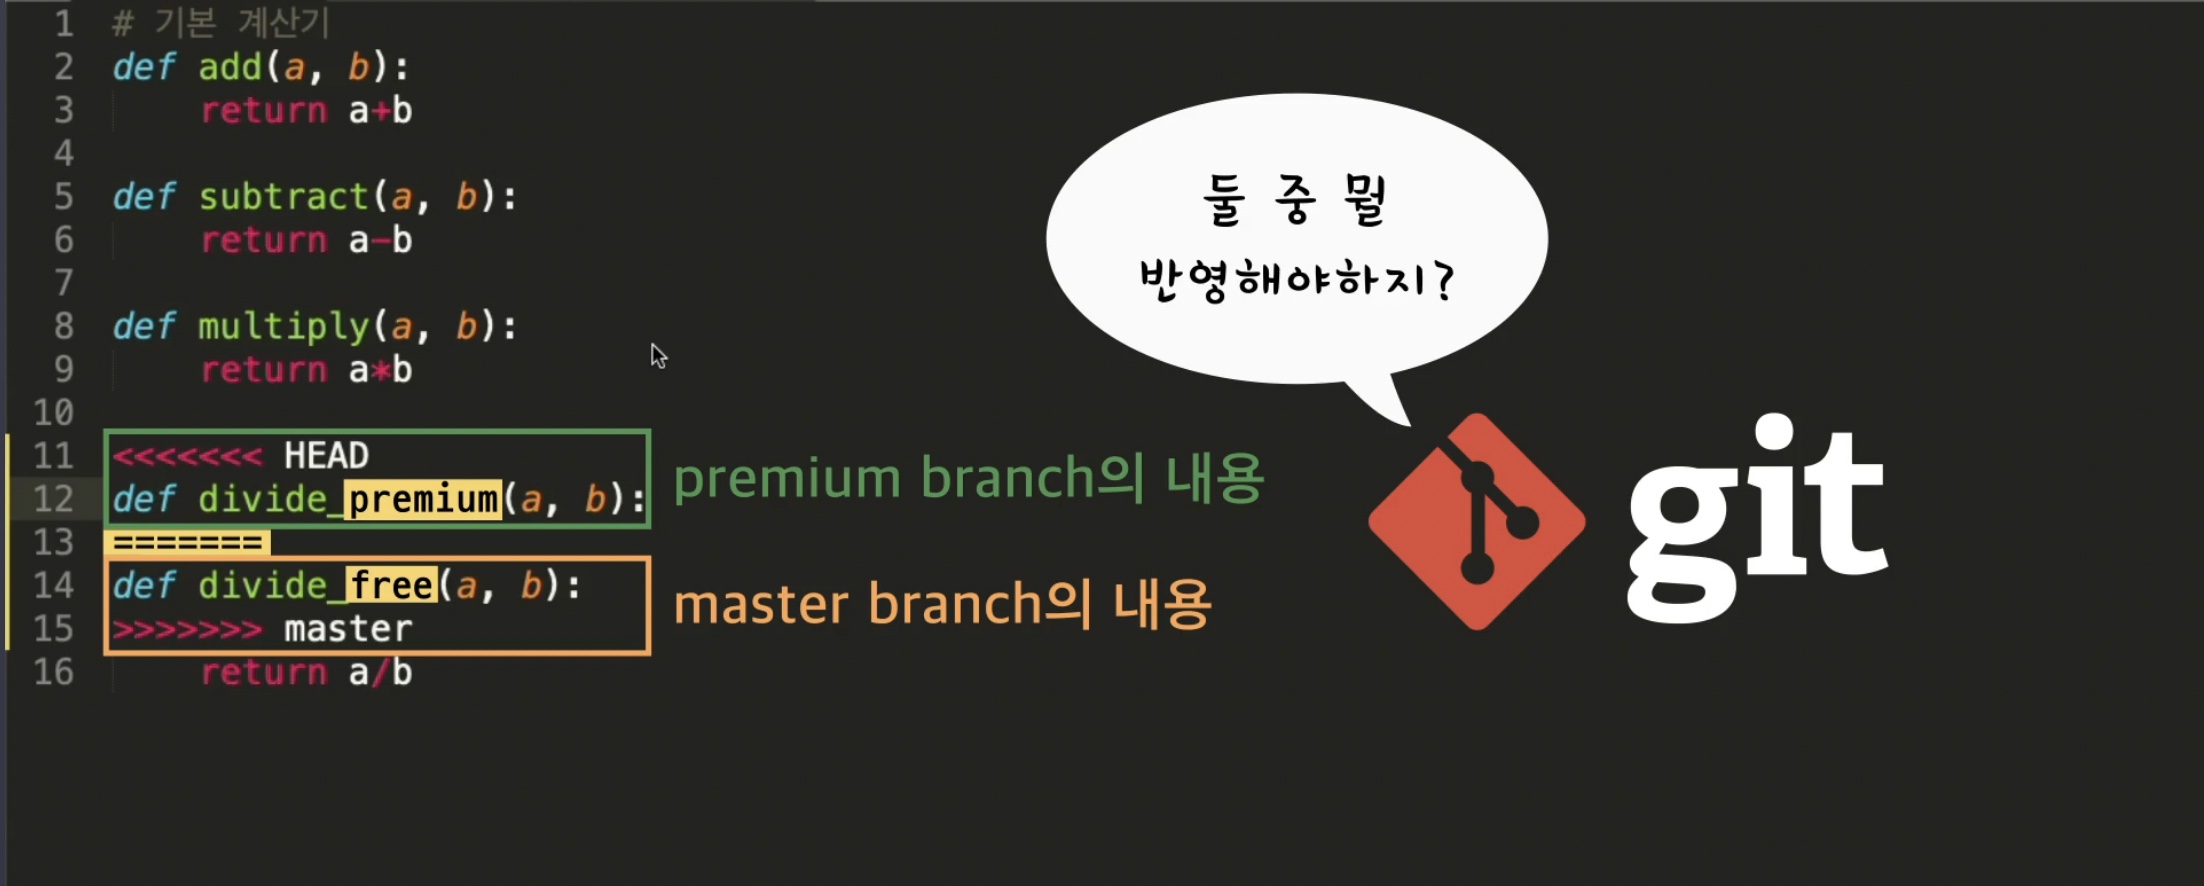 1 # 기본 계산기
2 def add(a, b):
3     return a+b
4
5 def subtract(a, b):
6     return a-b
7
8 def multiply(a, b):
9     return a*b
10
11 <<<<<<< HEAD
12 def divide_premium(a, b):
premium branch의 내용
13 =======
14 def divide_free(a, b):
15 >>>>>>> master
master branch의 내용
16     return a/b
둘 중 뭘
반영해야하지?
git